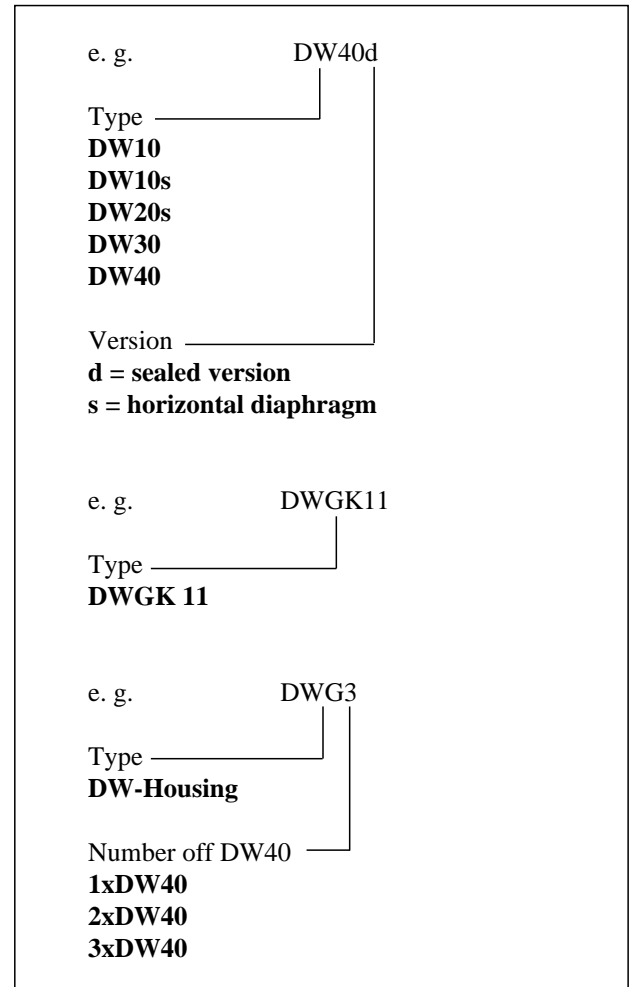 e. g. DW40d
Type
DW10
DW10s
DW20s
DW30
DW40
Version
d = sealed version
s = horizontal diaphragm
e. g. DWGK11
Type
DWGK 11
e. g. DWG3
Type
DW-Housing
Number off DW40
1xDW40
2xDW40
3xDW40